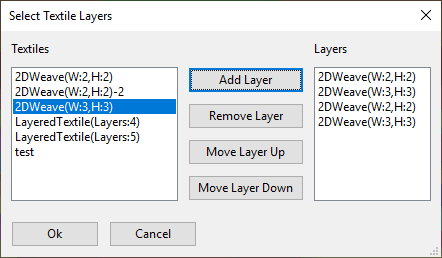 Select Textile Layers
Textiles
Layers
2DWeave(W:2,H:2)
2DWeave(W:2,H:2)-2
2DWeave(W:3,H:3)
LayeredTextile(Layers:4)
LayeredTextile(Layers:5)
test
Add Layer
Remove Layer
Move Layer Up
Move Layer Down
2DWeave(W:2,H:2)
2DWeave(W:3,H:3)
2DWeave(W:2,H:2)
2DWeave(W:3,H:3)
Ok
Cancel